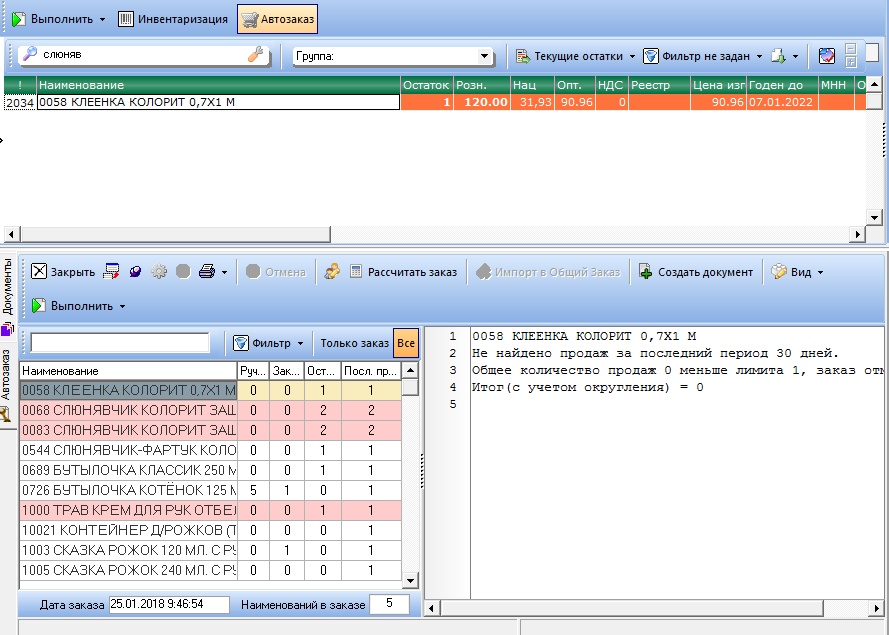 Выполнить Инвентаризация Автозаказ
слюняв Группа: Текущие остатки Фильтр не задан
! Наименование Остаток Розн. Нац Опт. НДС Реестр Цена изг Годен до МНН О
2034 0058 КЛЕЕНКА КОЛОРИТ 0,7Х1 М 1 120.00 31,93 90.96 0 90.96 07.01.2022
Документы
Автозаказ
Закрыть Отмена Рассчитать заказ Импорт в Общий Заказ Создать документ Вид
Выполнить
Фильтр Только заказ Все
Наименование Руч... Зак... Ост... Посл. пр...
0058 КЛЕЕНКА КОЛОРИТ 0,7Х1 М 0 0 1 1
0068 СЛЮНЯВЧИК КОЛОРИТ ЗАЩ 0 0 2 2
0083 СЛЮНЯВЧИК КОЛОРИТ ЗАЩ 0 0 2 2
0544 СЛЮНЯВЧИК-ФАРТУК КОЛО 0 0 1 1
0689 БУТЫЛОЧКА КЛАССИК 250 М 0 0 0 1
0726 БУТЫЛОЧКА КОТЁНОК 125 М 5 1 0 1
1000 ТРАВ КРЕМ ДЛЯ РУК ОТБЕЛ 0 0 1 1
10021 КОНТЕЙНЕР Д/РОЖКОВ (Т 0 0 0 1
1003 СКАЗКА РОЖОК 120 МЛ. С РУ 0 1 0 1
1005 СКАЗКА РОЖОК 240 МЛ. С РУ 0 0 0 1
Дата заказа 25.01.2018 9:46:54 Наименований в заказе 5
1 0058 КЛЕЕНКА КОЛОРИТ 0,7Х1 М
2 Не найдено продаж за последний период 30 дней.
3 Общее количество продаж 0 меньше лимита 1, заказ отм
4 Итог(с учетом округления) = 0
5